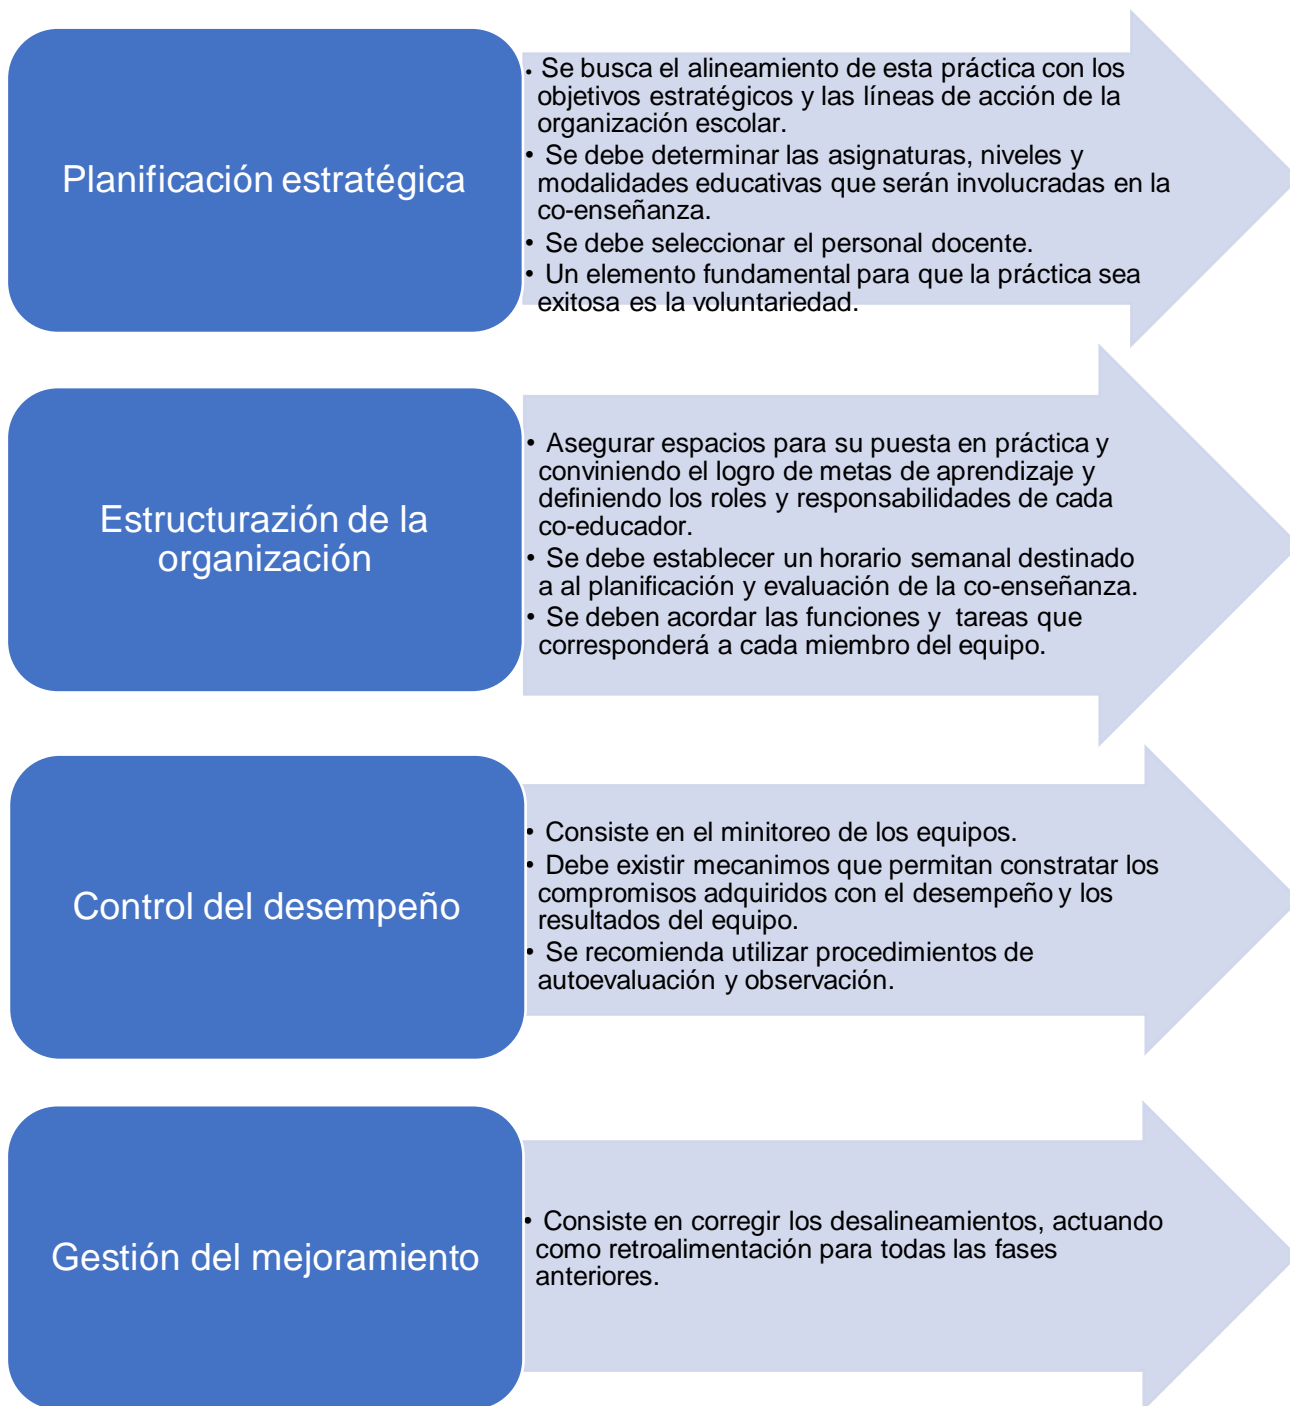 Planificación estratégica
• Se busca el alineamiento de esta práctica con los
objetivos estratégicos y las líneas de acción de la
organización escolar.
• Se debe determinar las asignaturas, niveles y
modalidades educativas que serán involucradas en la
co-enseñanza.
• Se debe seleccionar el personal docente.
• Un elemento fundamental para que la práctica sea
exitosa es la voluntariedad.
Estructurazión de la
organización
• Asegurar espacios para su puesta en práctica y
conviniendo el logro de metas de aprendizaje y
definiendo los roles y responsabilidades de cada
co-educador.
• Se debe establecer un horario semanal destinado
a al planificación y evaluación de la co-enseñanza.
• Se deben acordar las funciones y tareas que
corresponderá a cada miembro del equipo.
Control del desempeño
• Consiste en el minitoreo de los equipos.
• Debe existir mecanimos que permitan constratar los
compromisos adquiridos con el desempeño y los
resultados del equipo.
• Se recomienda utilizar procedimientos de
autoevaluación y observación.
Gestión del mejoramiento
• Consiste en corregir los desalineamientos, actuando
como retroalimentación para todas las fases
anteriores.